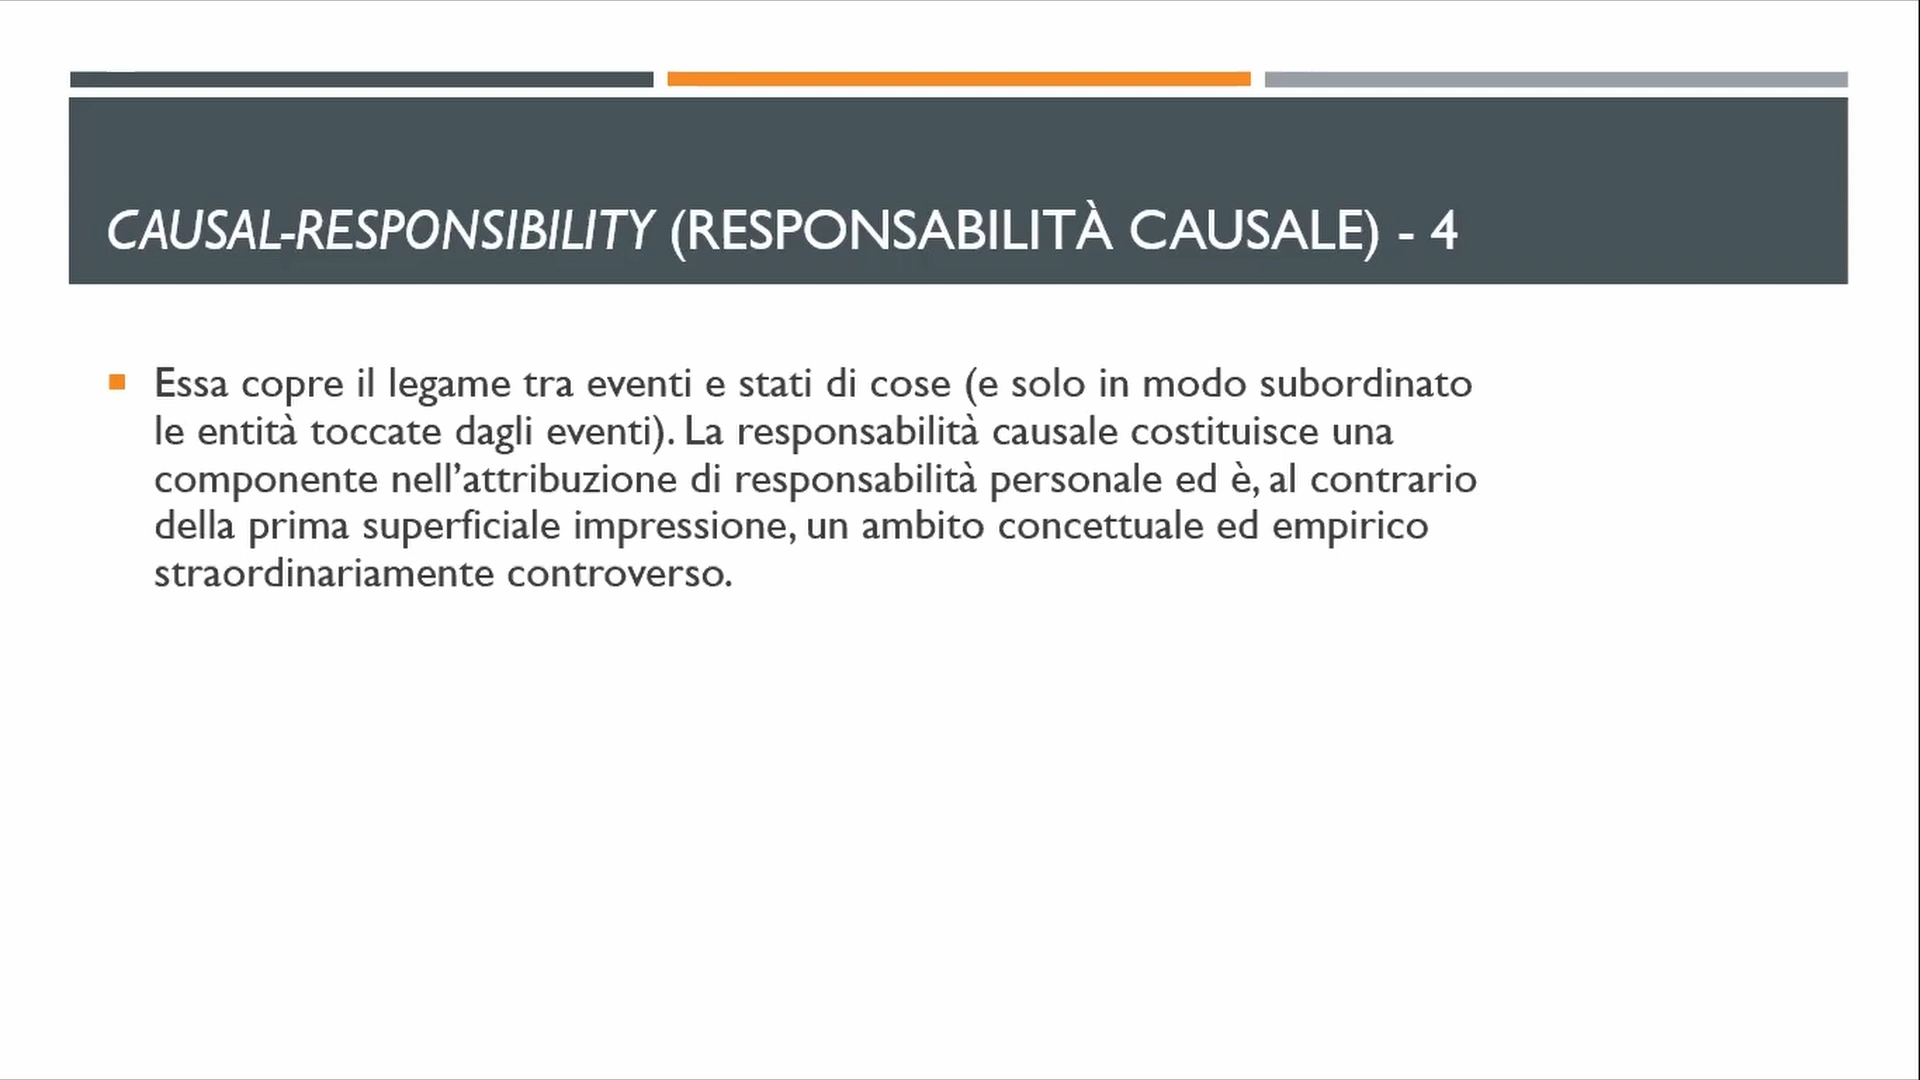 CAUSAL-RESPONSIBILITY (RESPONSABILITÀ CAUSALE) - 4
Essa copre il legame tra eventi e stati di cose (e solo in modo subordinato
le entità toccate dagli eventi). La responsabilità causale costituisce una
componente nell’attribuzione di responsabilità personale ed è, al contrario
della prima superficiale impressione, un ambito concettuale ed empirico
straordinariamente controverso.